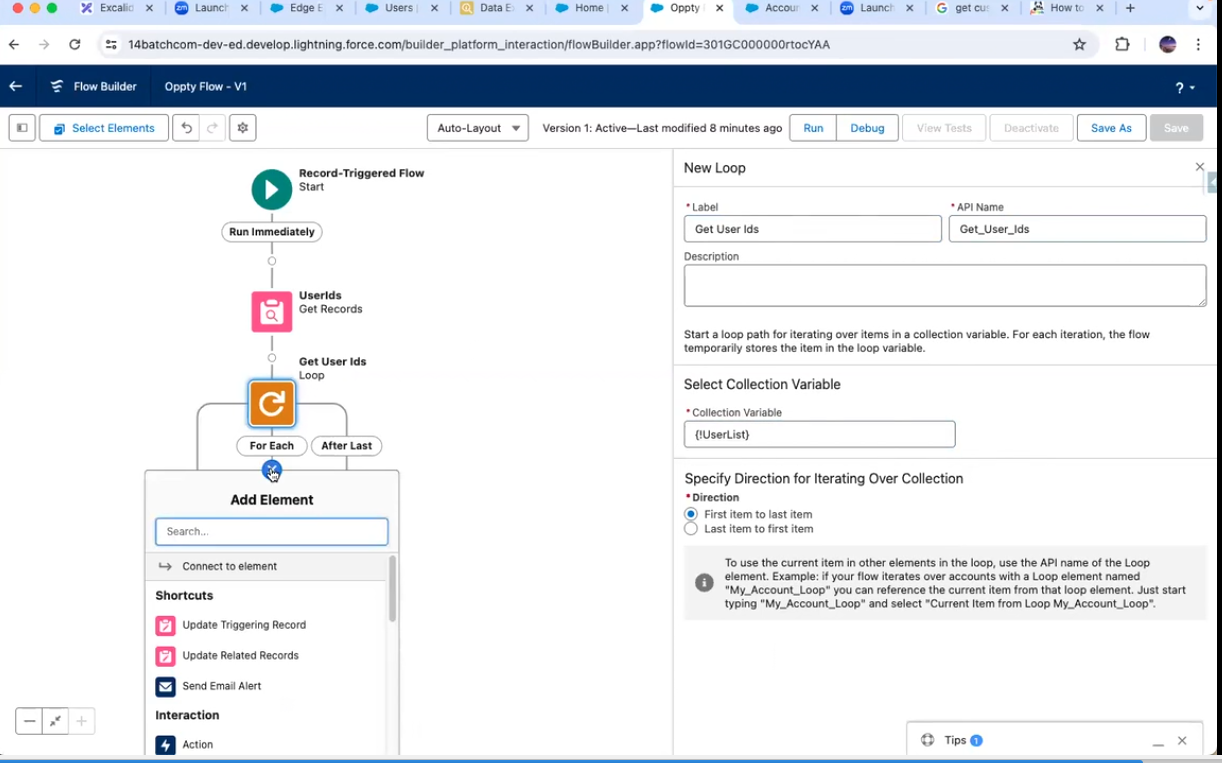 Excalid
Launch
Edge E
Users
Data E
Home
Oppty
Accour
Launch
get cus
How to
14batchcom-dev-ed.develop.lightning.force.com/builder_platform_interaction/flowBuilder.app?flowId=301GC000000rtocYAA
Flow Builder
Oppty Flow - V1
?
Select Elements
Auto-Layout
Version 1: Active—Last modified 8 minutes ago
Run
Debug
View Tests
Deactivate
Save As
Save
Record-Triggered Flow
Start
Run Immediately
UserIds
Get Records
Get User Ids
Loop
For Each
After Last
Add Element
Search...
Connect to element
Shortcuts
Update Triggering Record
Update Related Records
Send Email Alert
Interaction
Action
New Loop
* Label
* API Name
Get User Ids
Get_User_Ids
Description
Start a loop path for iterating over items in a collection variable. For each iteration, the flow
temporarily stores the item in the loop variable.
Select Collection Variable
* Collection Variable
{!UserList}
Specify Direction for Iterating Over Collection
* Direction
First item to last item
Last item to first item
To use the current item in other elements in the loop, use the API name of the Loop
element. Example: if your flow iterates over accounts with a Loop element named
"My_Account_Loop" you can reference the current item from that loop element. Just start
typing "My_Account_Loop" and select "Current Item from Loop My_Account_Loop".
Tips 1